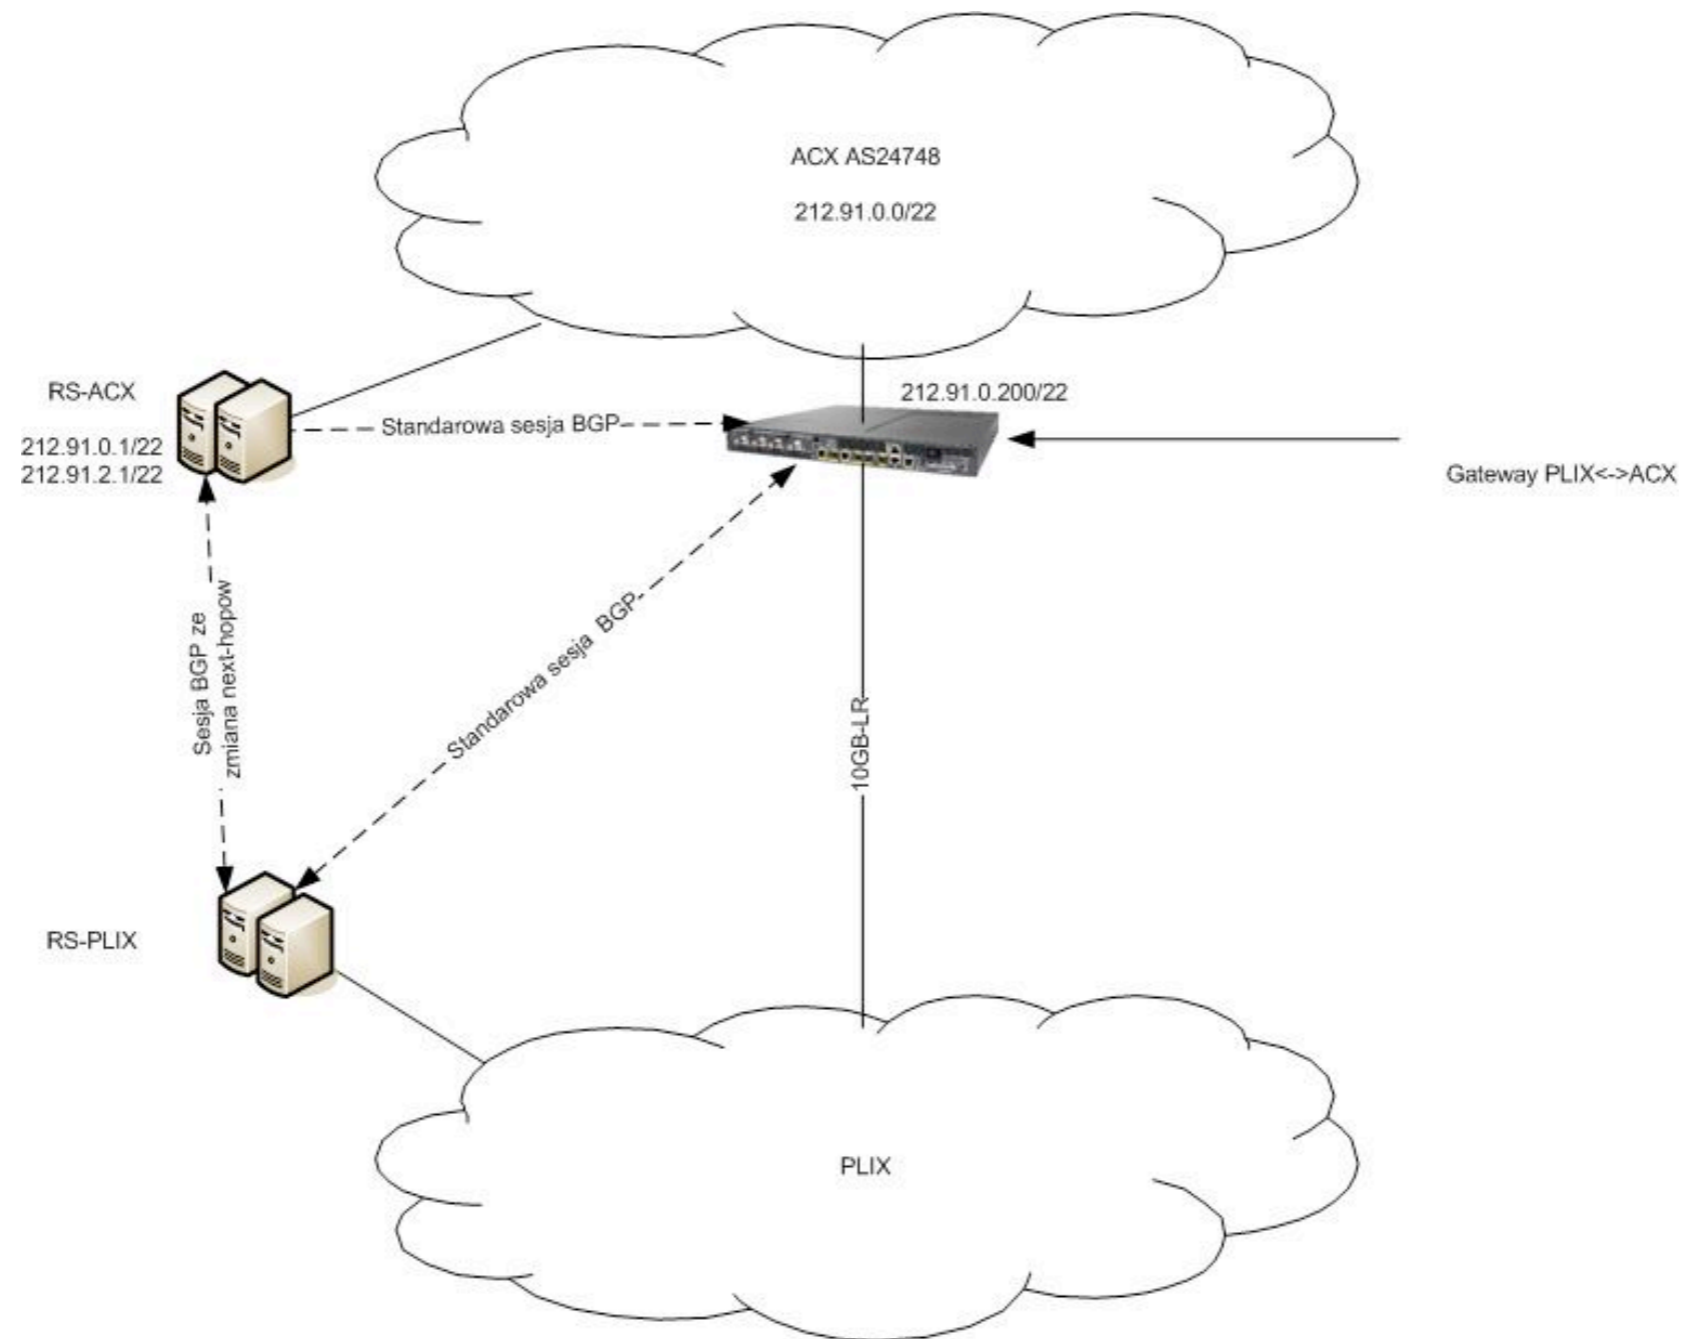 ACX AS24748
212.91.0.0/22
RS-ACX
212.91.0.1/22
212.91.2.1/22
Standarowa sesja BGP
212.91.0.200/22
Gateway PLIX<->ACX
Sesja BGP ze
zmiana next-hopow
Standarowa sesja BGP
10GB-LR
RS-PLIX
PLIX